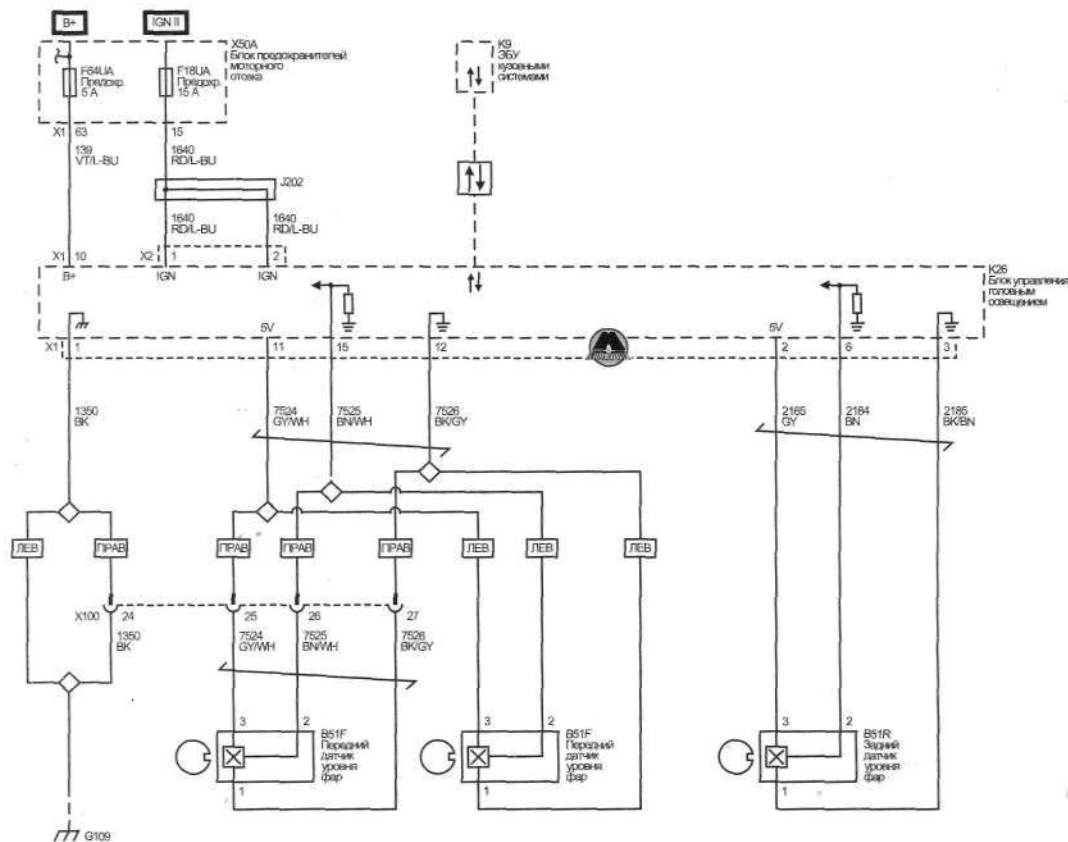 B+
IGN II
X50A
Блок предохранителей
моторного
отсека
F64UA
Предохр.
5 A
F18UA
Предохр.
15 A
K9
ЭБУ
кузовными
системами
X1 63
15
139
VT/L-BU
1640
RD/L-BU
J202
1640
RD/L-BU
1640
RD/L-BU
X1 10
X2 1
2
B+
IGN
IGN
K26
Блок управления
головным
освещением
5V
5V
X1 1
11
15
12
2
6
3
1350
BK
7524
GY/WH
7525
BN/WH
7526
BK/GY
2165
GY
2184
BN
2185
BK/BN
ЛЕВ
ПРАВ
ПРАВ
ПРАВ
ПРАВ
ЛЕВ
ЛЕВ
ЛЕВ
X100 24
25
26
27
1350
BK
7524
GY/WH
7525
BN/WH
7526
BK/GY
3
2
B51F
Передний
датчик
уровня
фар
1
3
2
B51F
Передний
датчик
уровня
фар
1
3
2
B51R
Задний
датчик
уровня
фар
1
G109